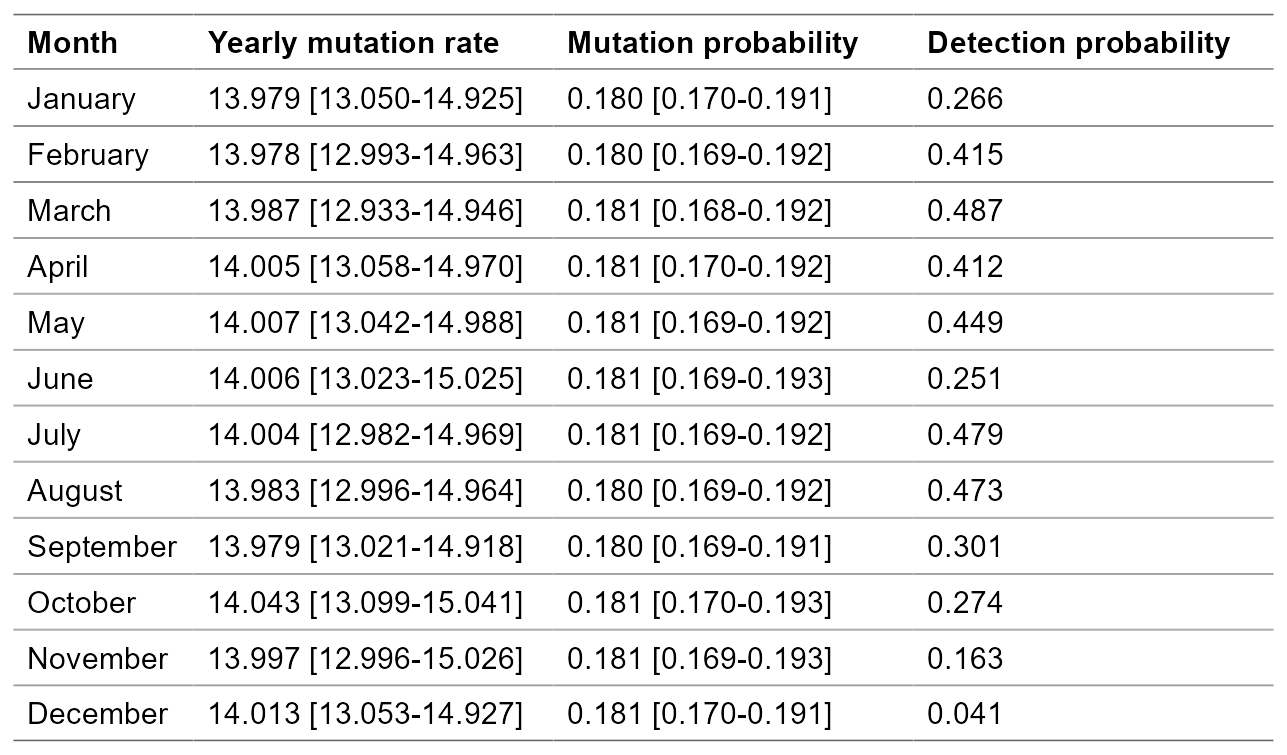 Month Yearly mutation rate Mutation probability Detection probability
January 13.979 [13.050-14.925] 0.180 [0.170-0.191] 0.266
February 13.978 [12.993-14.963] 0.180 [0.169-0.192] 0.415
March 13.987 [12.933-14.946] 0.181 [0.168-0.192] 0.487
April 14.005 [13.058-14.970] 0.181 [0.170-0.192] 0.412
May 14.007 [13.042-14.988] 0.181 [0.169-0.192] 0.449
June 14.006 [13.023-15.025] 0.181 [0.169-0.193] 0.251
July 14.004 [12.982-14.969] 0.181 [0.169-0.192] 0.479
August 13.983 [12.996-14.964] 0.180 [0.169-0.192] 0.473
September 13.979 [13.021-14.918] 0.180 [0.169-0.191] 0.301
October 14.043 [13.099-15.041] 0.181 [0.170-0.193] 0.274
November 13.997 [12.996-15.026] 0.181 [0.169-0.193] 0.163
December 14.013 [13.053-14.927] 0.181 [0.170-0.191] 0.041